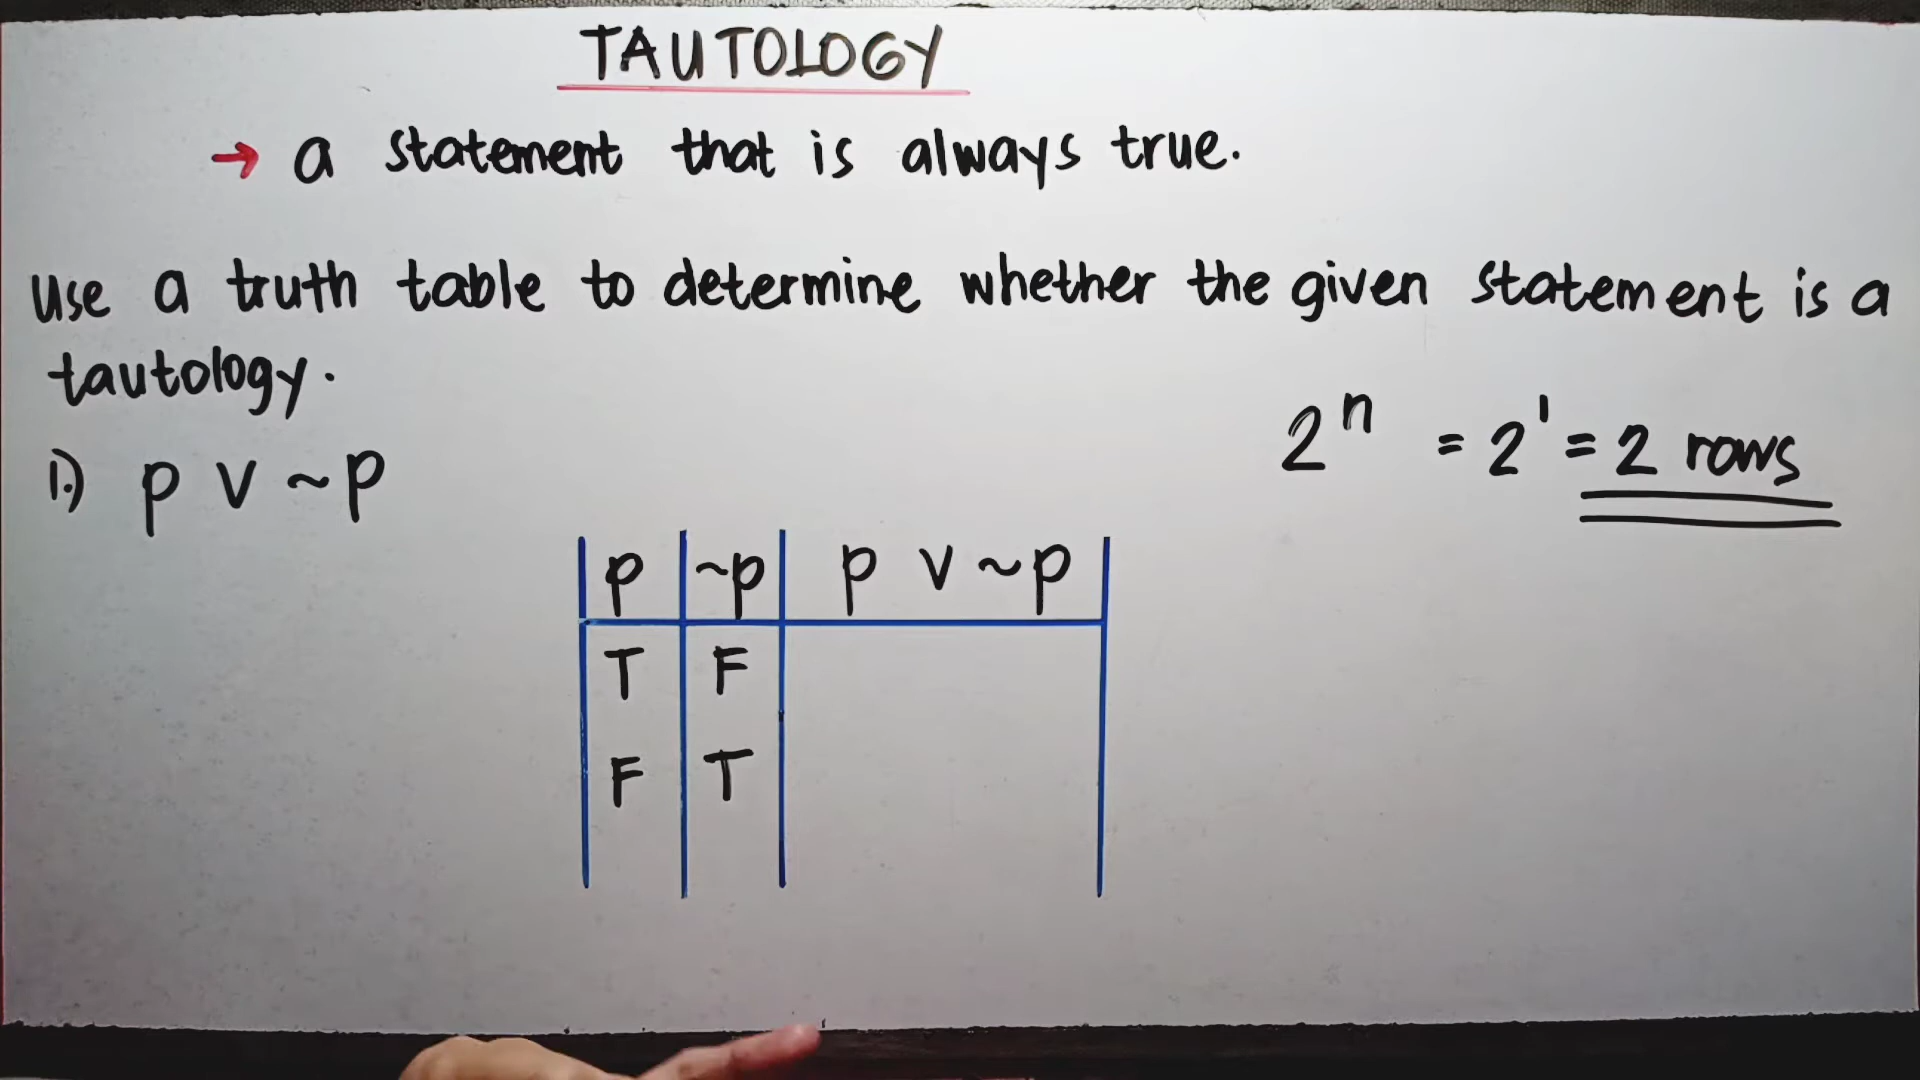 TAUTOLOGY
→ a statement that is always true.
Use a truth table to determine whether the given statement is a
tautology.
2ⁿ = 2¹ = 2 rows
1.) p ∨ ~p
p ~p p ∨ ~p
T F
F T